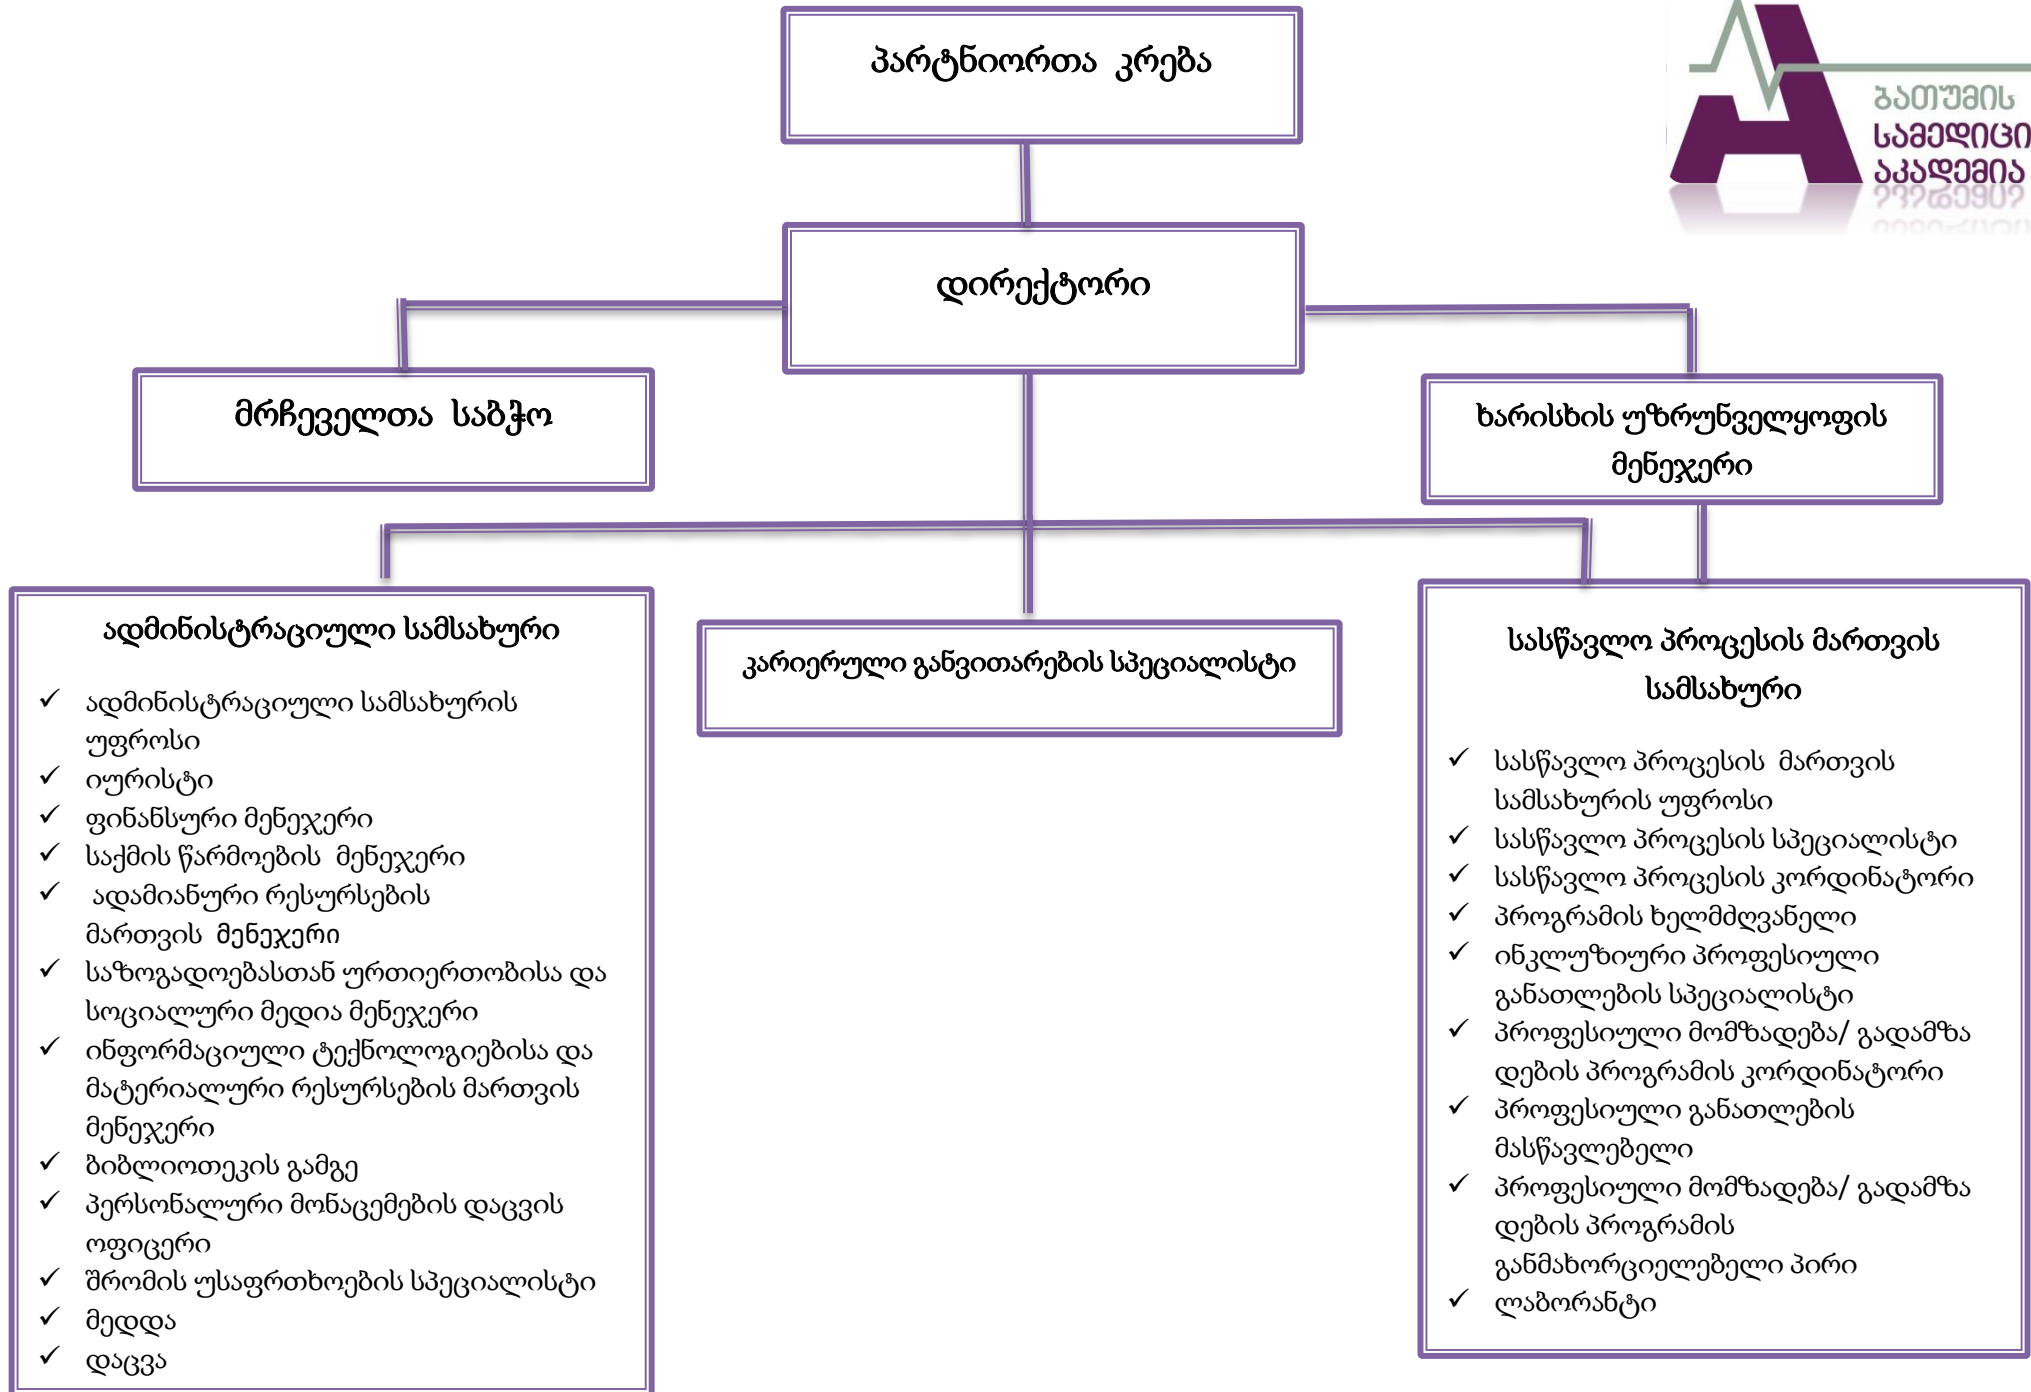 პარტნიორთა კრება
ბათუმის
სამედიცი
აკადემია
დირექტორი
მრჩეველთა საბჭო
ხარისხის უზრუნველყოფის
მენეჯერი
ადმინისტრაციული სამსახური
✓ ადმინისტრაციული სამსახურის
უფროსი
✓ იურისტი
✓ ფინანსური მენეჯერი
✓ საქმის წარმოების მენეჯერი
✓ ადამიანური რესურსების
მართვის მენეჯერი
✓ საზოგადოებასთან ურთიერთობისა და
სოციალური მედია მენეჯერი
✓ ინფორმაციული ტექნოლოგიებისა და
მატერიალური რესურსების მართვის
მენეჯერი
✓ ბიბლიოთეკის გამგე
✓ პერსონალური მონაცემების დაცვის
ოფიცერი
✓ შრომის უსაფრთხოების სპეციალისტი
✓ მედდა
✓ დაცვა
კარიერული განვითარების სპეციალისტი
სასწავლო პროცესის მართვის
სამსახური
✓ სასწავლო პროცესის მართვის
სამსახურის უფროსი
✓ სასწავლო პროცესის სპეციალისტი
✓ სასწავლო პროცესის კორდინატორი
✓ პროგრამის ხელმძღვანელი
✓ ინკლუზიური პროფესიული
განათლების სპეციალისტი
✓ პროფესიული მომზადება/ გადამზა
დების პროგრამის კორდინატორი
✓ პროფესიული განათლების
მასწავლებელი
✓ პროფესიული მომზადება/ გადამზა
დების პროგრამის
განმახორციელებელი პირი
✓ ლაბორანტი